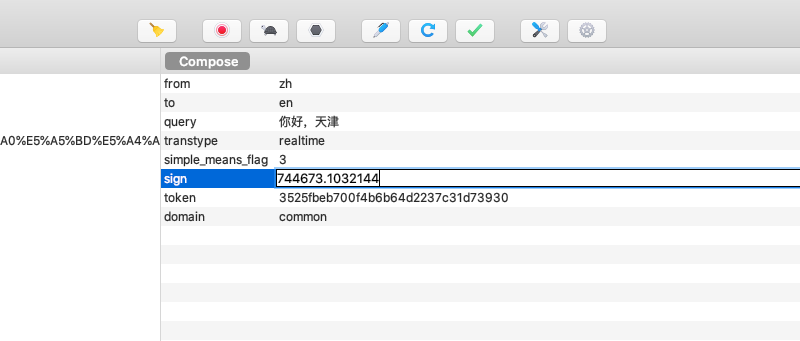 Compose
from zh
to en
query 你好，天津
A0%E5%A5%BD%E5%A4%A transtype realtime
simple_means_flag 3
sign 744673.1032144
token 3525fbeb700f4b6b64d2237c31d73930
domain common